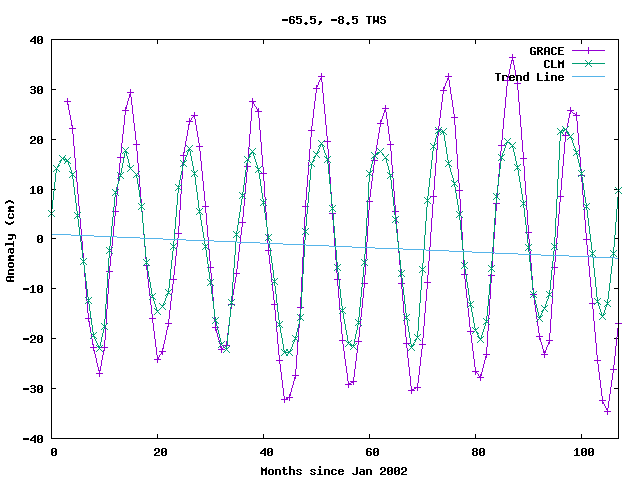 -65.5, -8.5 TWS
GRACE
CLM
Trend Line
40
30
20
10
0
-10
-20
-30
-40
Anomaly (cm)
0 20 40 60 80 100
Months since Jan 2002